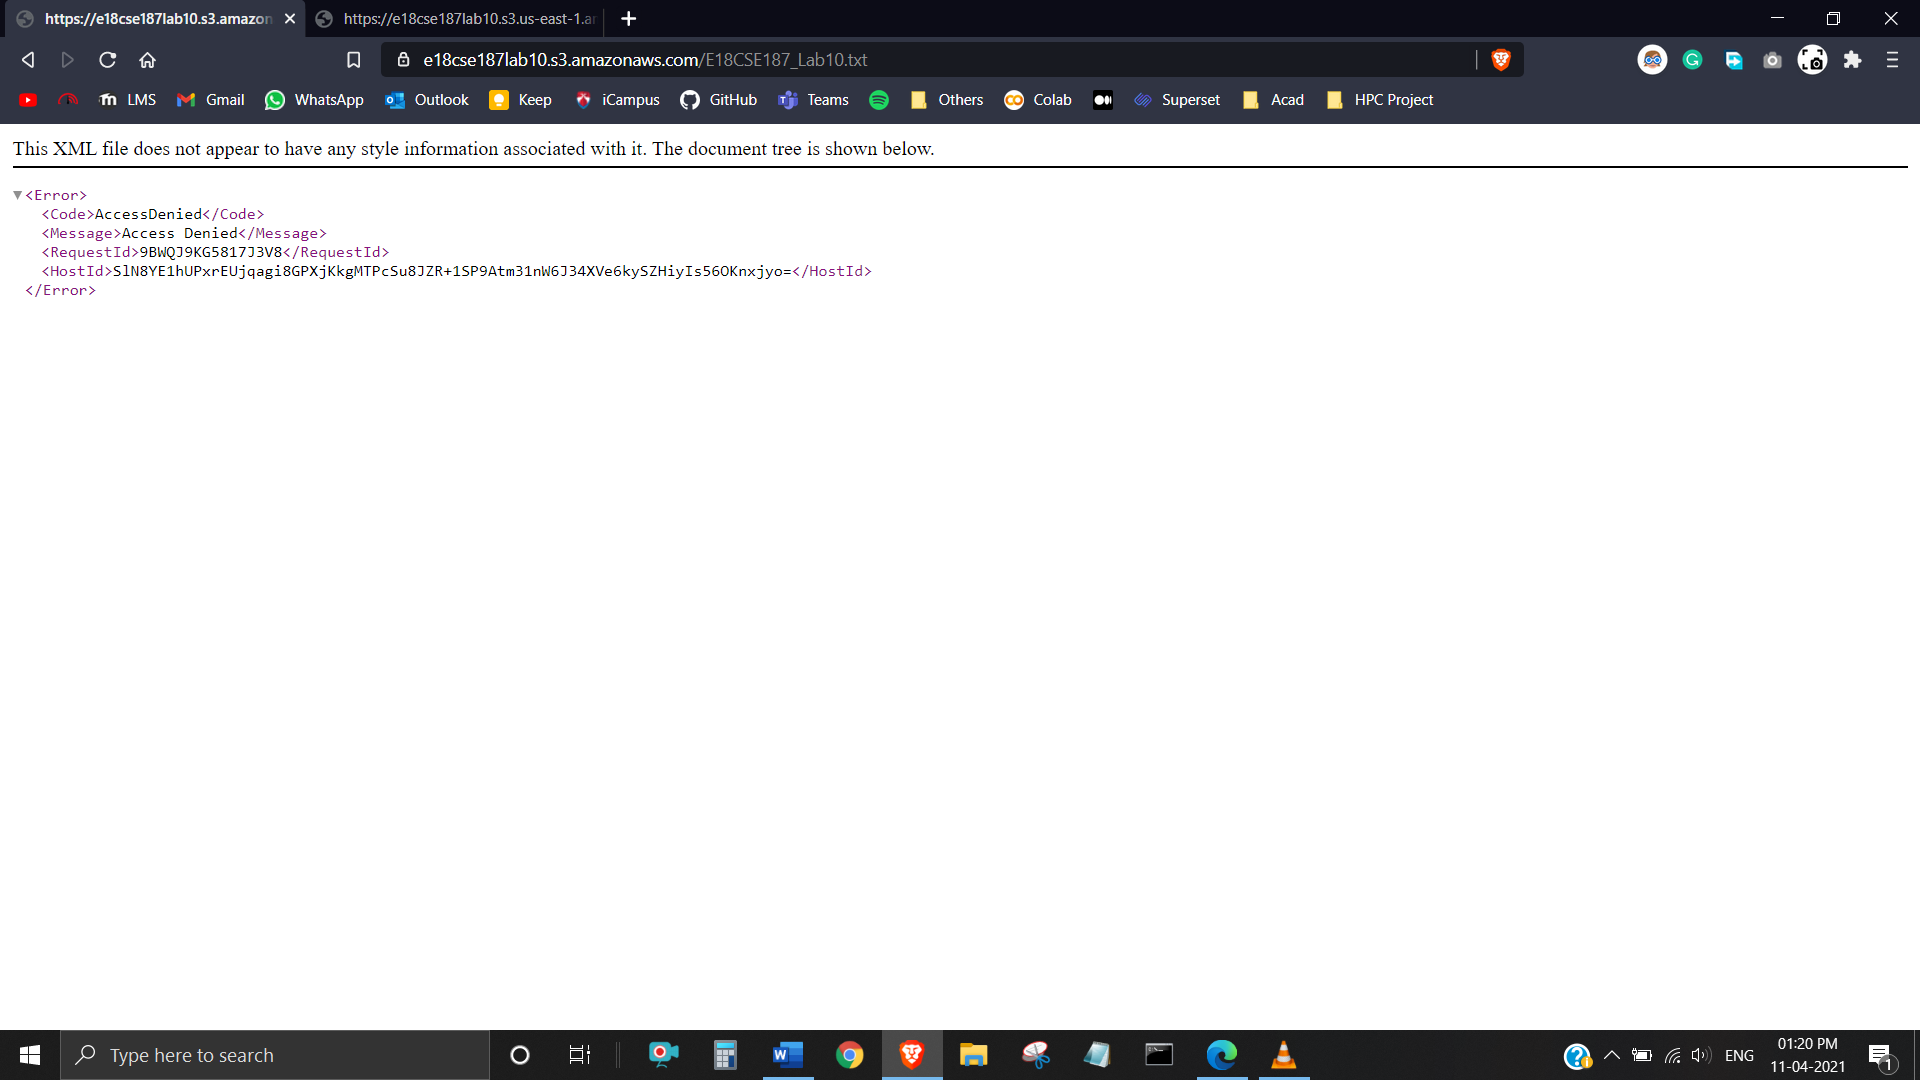 https://e18cse187lab10.s3.amazon
https://e18cse187lab10.s3.us-east-1.ar
e18cse187lab10.s3.amazonaws.com/E18CSE187_Lab10.txt
LMS
Gmail
WhatsApp
Outlook
Keep
iCampus
GitHub
Teams
Others
Colab
Superset
Acad
HPC Project
This XML file does not appear to have any style information associated with it. The document tree is shown below.
<Error>
<Code>AccessDenied</Code>
<Message>Access Denied</Message>
<RequestId>9BWQJ9KG5817J3V8</RequestId>
<HostId>SlN8YE1hUPxrEUjqagi8GPXjKkgMTPcSu8JZR+1SP9Atm31nW6J34XVe6kySZHiyIs56OKnxjyo=</HostId>
</Error>
Type here to search
ENG
01:20 PM
11-04-2021
1